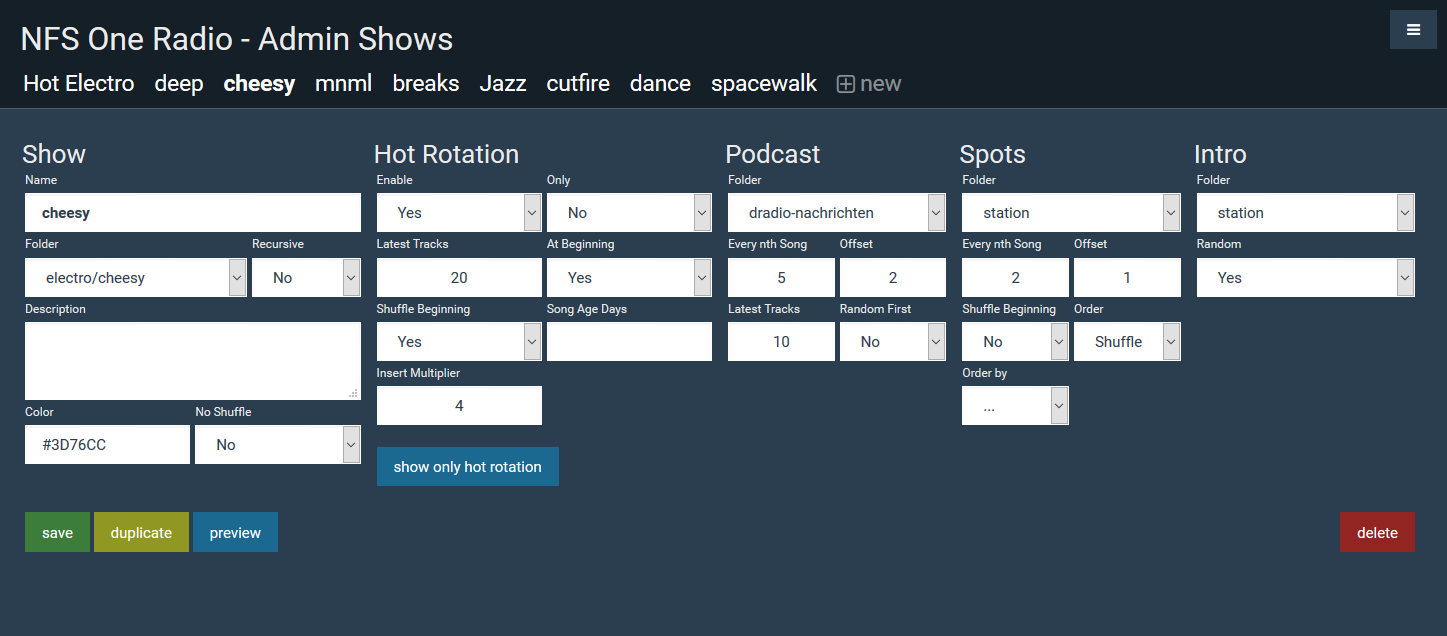 NFS One Radio - Admin Shows
Hot Electro deep cheesy mnml breaks Jazz cutfire dance spacewalk new
Show
Name
cheesy
Folder Recursive
electro/cheesy No
Description
Color No Shuffle
#3D76CC No
Hot Rotation
Enable Only
Yes No
Latest Tracks At Beginning
20 Yes
Shuffle Beginning Song Age Days
Yes
Insert Multiplier
4
show only hot rotation
Podcast
Folder
dradio-nachrichten
Every nth Song Offset
5 2
Latest Tracks Random First
10 No
Spots
Folder
station
Every nth Song Offset
2 1
Shuffle Beginning Order
No Shuffle
Order by
...
Intro
Folder
station
Random
Yes
save duplicate preview delete